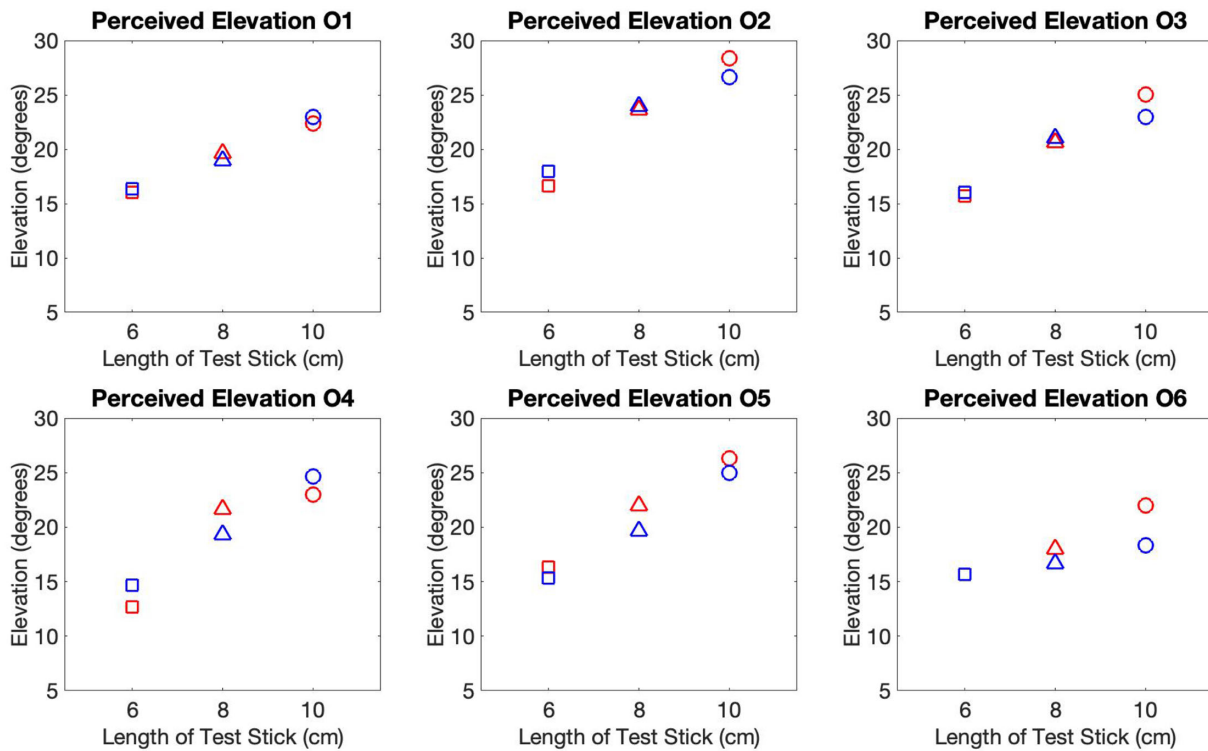 Perceived Elevation O1
30
25
20
15
10
5
Elevation (degrees)
6 8 10
Length of Test Stick (cm)
Perceived Elevation O2
30
25
20
15
10
5
Elevation (degrees)
6 8 10
Length of Test Stick (cm)
Perceived Elevation O3
30
25
20
15
10
5
Elevation (degrees)
6 8 10
Length of Test Stick (cm)
Perceived Elevation O4
30
25
20
15
10
5
Elevation (degrees)
6 8 10
Length of Test Stick (cm)
Perceived Elevation O5
30
25
20
15
10
5
Elevation (degrees)
6 8 10
Length of Test Stick (cm)
Perceived Elevation O6
30
25
20
15
10
5
Elevation (degrees)
6 8 10
Length of Test Stick (cm)